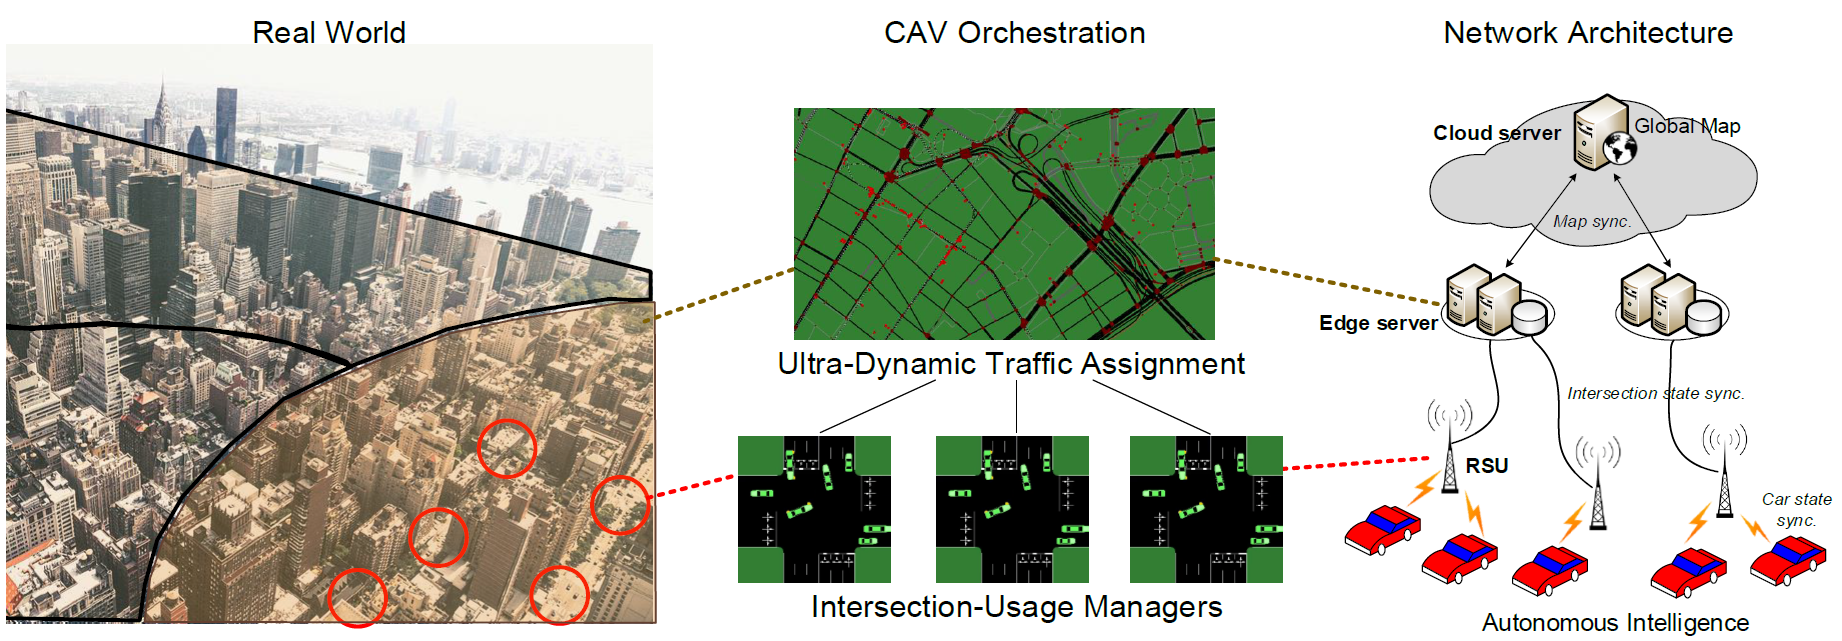 Real World
CAV Orchestration
Network Architecture
Cloud server
Global Map
Map sync.
Edge server
Ultra-Dynamic Traffic Assignment
Intersection state sync.
RSU
Car state
sync.
Intersection-Usage Managers
Autonomous Intelligence